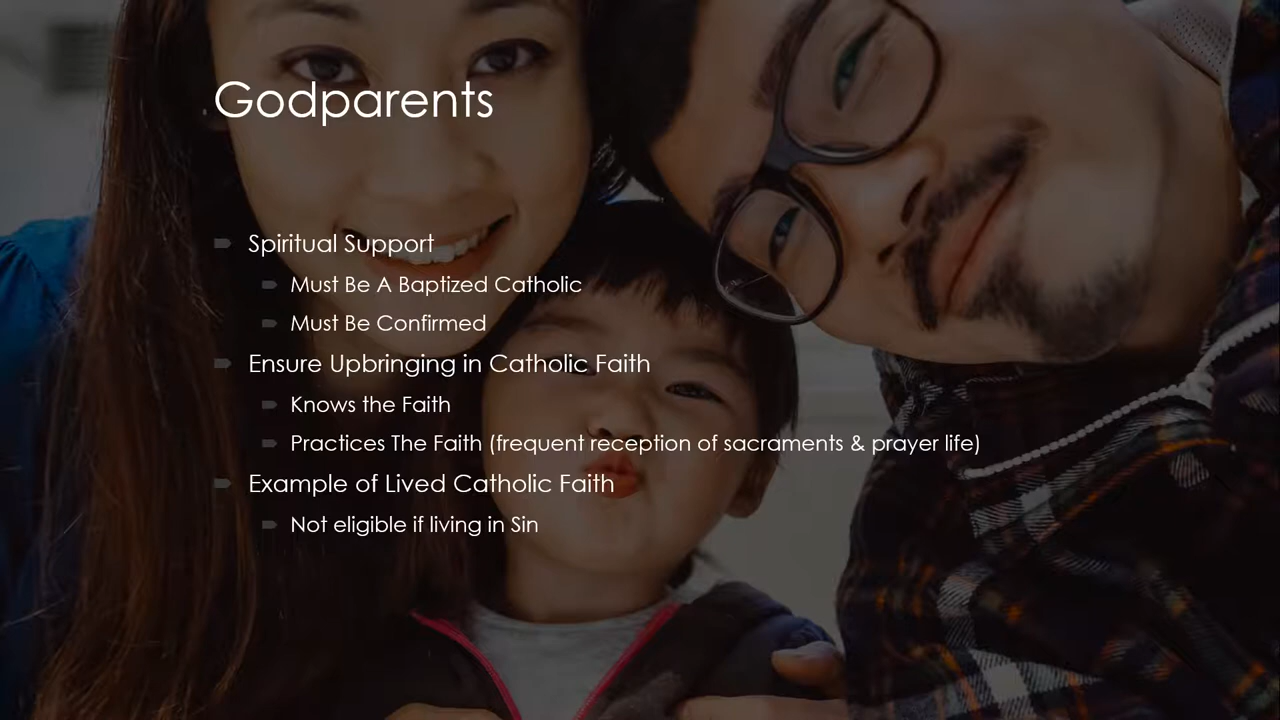 Godparents
Spiritual Support
Must Be A Baptized Catholic
Must Be Confirmed
Ensure Upbringing in Catholic Faith
Knows the Faith
Practices The Faith (frequent reception of sacraments & prayer life)
Example of Lived Catholic Faith
Not eligible if living in Sin